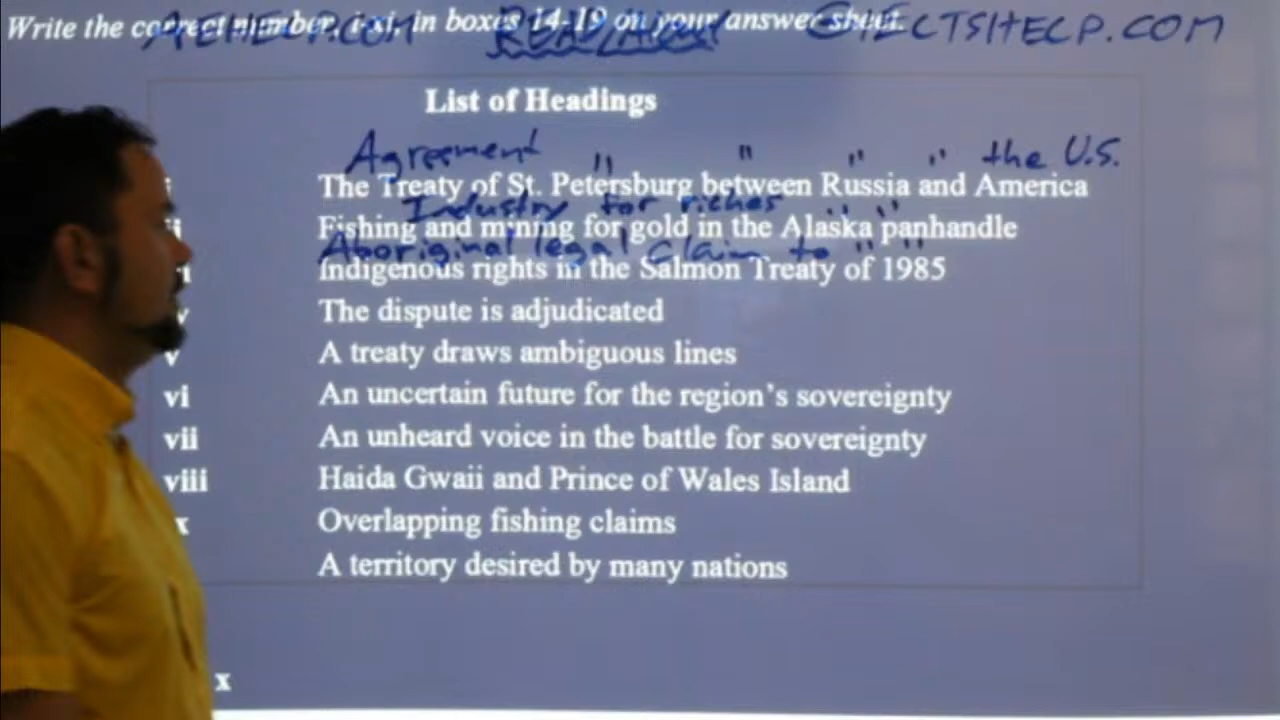 Write the correct number, i-xi, in boxes 14-19 on your answer sheet.
AEHELP.COM READ ALOUD
List of Headings
Agreement " " " " the U.S.
i The Treaty of St. Petersburg between Russia and America
Industry for riches " "
ii Fishing and mining for gold in the Alaska panhandle
Aboriginal legal claim to " "
Indigenous rights in the Salmon Treaty of 1985
The dispute is adjudicated
v A treaty draws ambiguous lines
vi An uncertain future for the region's sovereignty
vii An unheard voice in the battle for sovereignty
viii Haida Gwaii and Prince of Wales Island
x Overlapping fishing claims
A territory desired by many nations
x